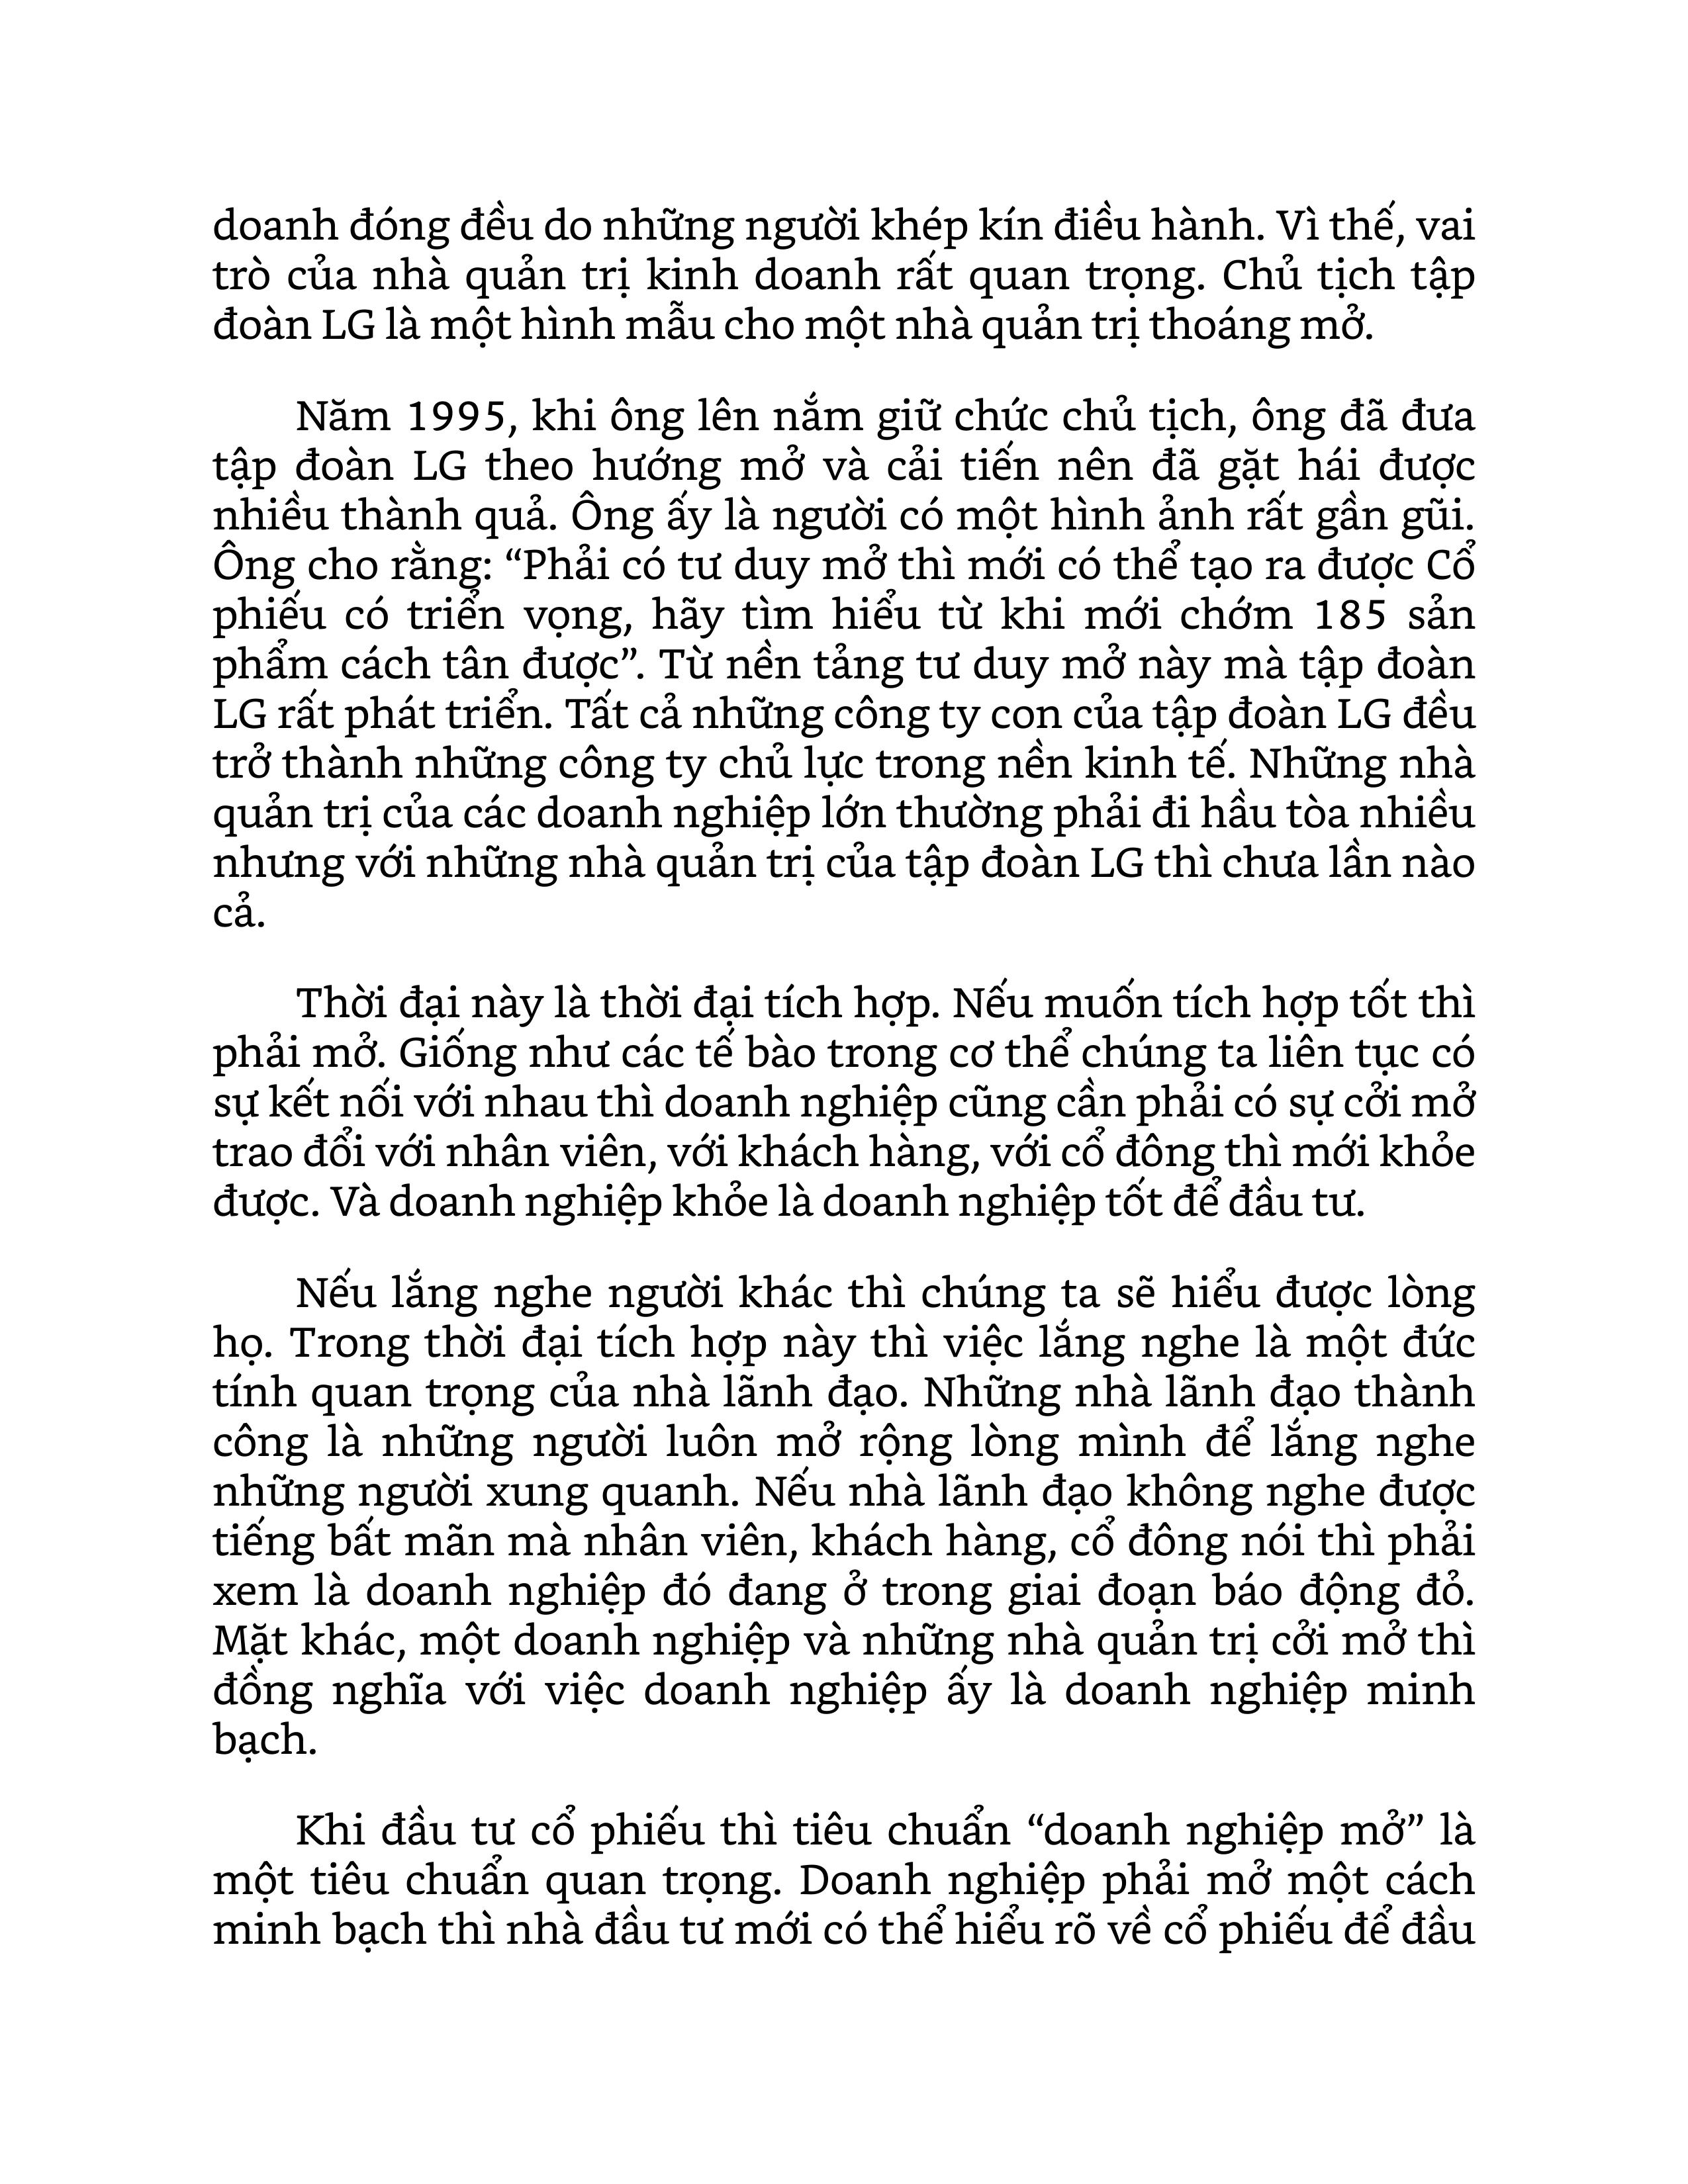 doanh đóng đều do những người khép kín điều hành. Vì thế, vai
trò của nhà quản trị kinh doanh rất quan trọng. Chủ tịch tập
đoàn LG là một hình mẫu cho một nhà quản trị thoáng mở.
Năm 1995, khi ông lên nắm giữ chức chủ tịch, ông đã đưa
tập đoàn LG theo hướng mở và cải tiến nên đã gặt hái được
nhiều thành quả. Ông ấy là người có một hình ảnh rất gần gũi.
Ông cho rằng: “Phải có tư duy mở thì mới có thể tạo ra được Cổ
phiếu có triển vọng, hãy tìm hiểu từ khi mới chớm 185 sản
phẩm cách tân được”. Từ nền tảng tư duy mở này mà tập đoàn
LG rất phát triển. Tất cả những công ty con của tập đoàn LG đều
trở thành những công ty chủ lực trong nền kinh tế. Những nhà
quản trị của các doanh nghiệp lớn thường phải đi hầu tòa nhiều
nhưng với những nhà quản trị của tập đoàn LG thì chưa lần nào
cả.
Thời đại này là thời đại tích hợp. Nếu muốn tích hợp tốt thì
phải mở. Giống như các tế bào trong cơ thể chúng ta liên tục có
sự kết nối với nhau thì doanh nghiệp cũng cần phải có sự cởi mở
trao đổi với nhân viên, với khách hàng, với cổ đông thì mới khỏe
được. Và doanh nghiệp khỏe là doanh nghiệp tốt để đầu tư.
Nếu lắng nghe người khác thì chúng ta sẽ hiểu được lòng
họ. Trong thời đại tích hợp này thì việc lắng nghe là một đức
tính quan trọng của nhà lãnh đạo. Những nhà lãnh đạo thành
công là những người luôn mở rộng lòng mình để lắng nghe
những người xung quanh. Nếu nhà lãnh đạo không nghe được
tiếng bất mãn mà nhân viên, khách hàng, cổ đông nói thì phải
xem là doanh nghiệp đó đang ở trong giai đoạn báo động đỏ.
Mặt khác, một doanh nghiệp và những nhà quản trị cởi mở thì
đồng nghĩa với việc doanh nghiệp ấy là doanh nghiệp minh
bạch.
Khi đầu tư cổ phiếu thì tiêu chuẩn “doanh nghiệp mở” là
một tiêu chuẩn quan trọng. Doanh nghiệp phải mở một cách
minh bạch thì nhà đầu tư mới có thể hiểu rõ về cổ phiếu để đầu